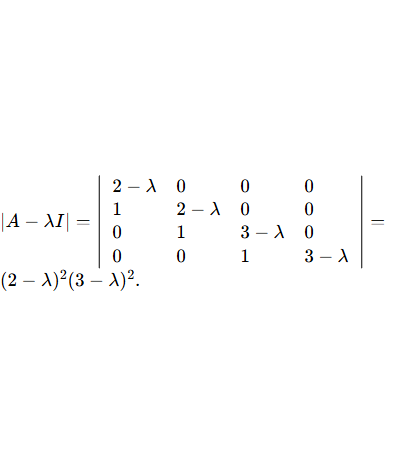 |A − λI| = | 2 − λ 0 0 0 |
| 1 2 − λ 0 0 |
| 0 1 3 − λ 0 |
| 0 0 1 3 − λ | =
(2 − λ)²(3 − λ)².